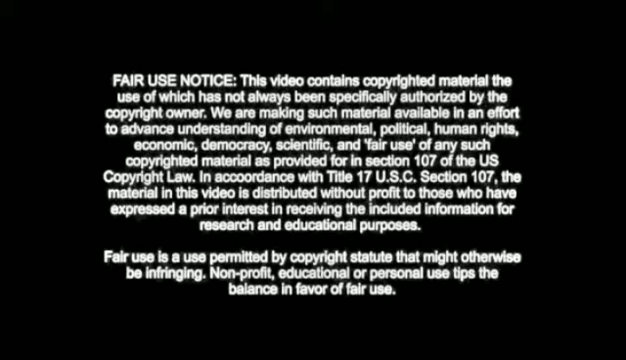 FAIR USE NOTICE: This video contains copyrighted material the
use of which has not always been specifically authorized by the
copyright owner. We are making such material available in an effort
to advance understanding of environmental, political, human rights,
economic, democracy, scientific, and 'fair use' of any such
copyrighted material as provided for in section 107 of the US
Copyright Law. In accoordance with Title 17 U.S.C. Section 107, the
material in this video is distributed without profit to those who have
expressed a prior interest in receiving the included information for
research and educational purposes.
Fair use is a use permitted by copyright statute that might otherwise
be infringing. Non-profit, educational or personal use tips the
balance in favor of fair use.